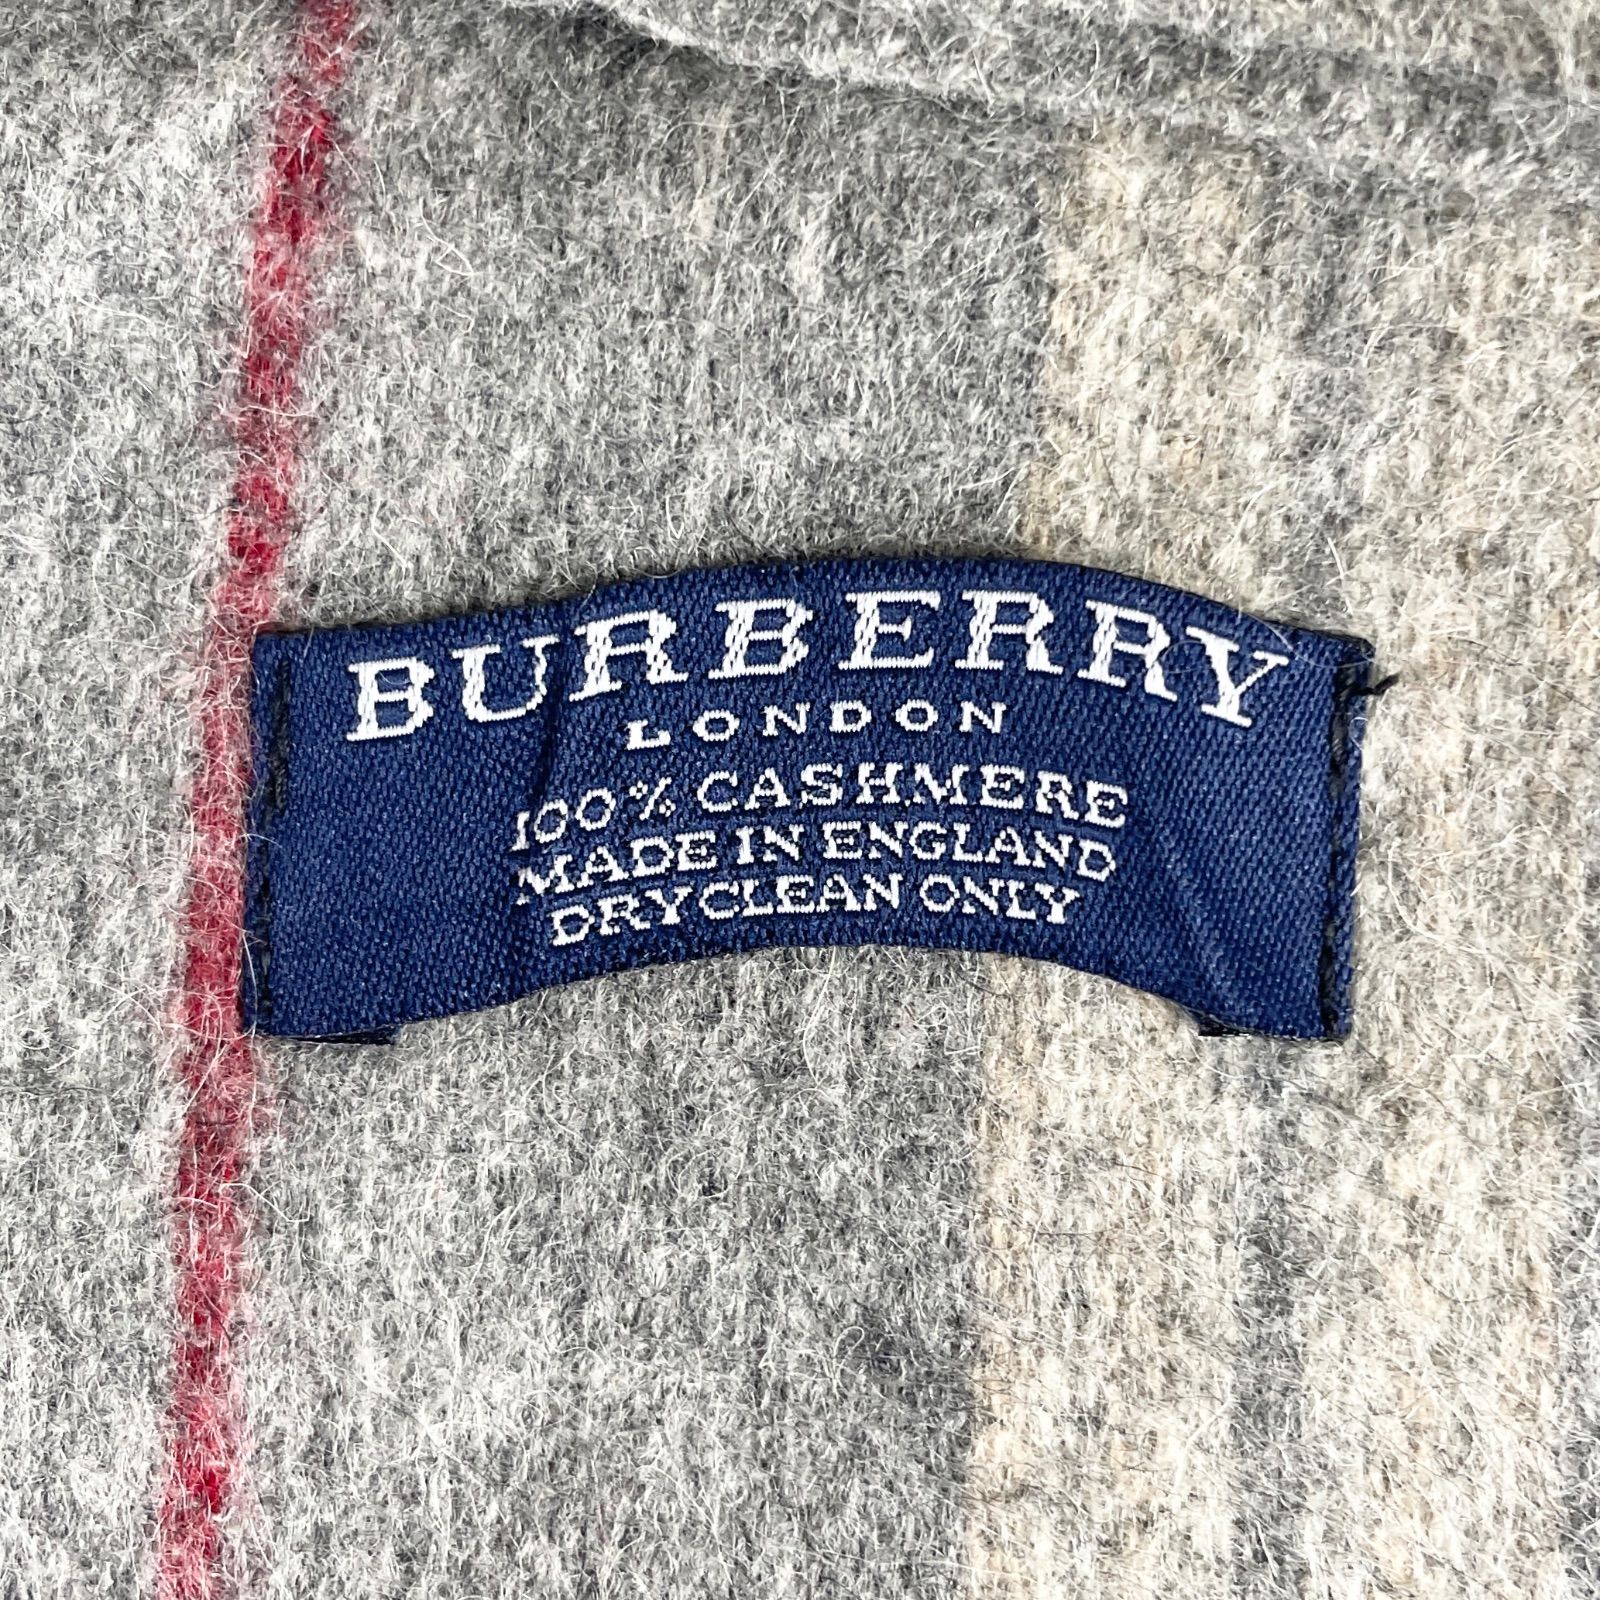 BURBERRY
LONDON
100% CASHMERE
MADE IN ENGLAND
DRYCLEAN ONLY